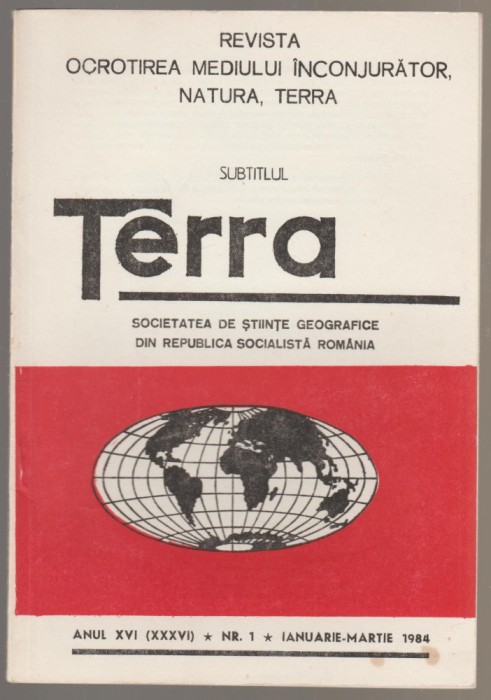 REVISTA
OCROTIREA MEDIULUI ÎNCONJURĂTOR,
NATURA, TERRA
SUBTITLUL
Terra
SOCIETATEA DE ŞTIINŢE GEOGRAFICE
DIN REPUBLICA SOCIALISTĂ ROMÂNIA
ANUL XVI (XXXVI) ★ NR. 1 ★ IANUARIE-MARTIE 1984